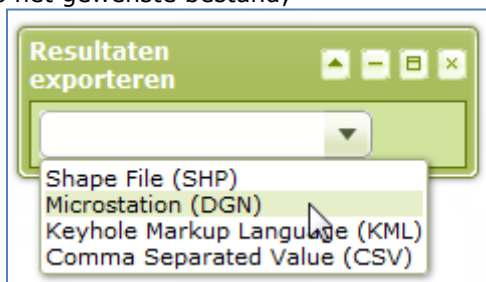 het gewenste bestand)
Resultaten
exporteren
Shape File (SHP)
Microstation (DGN)
Keyhole Markup Language (KML)
Comma Separated Value (CSV)